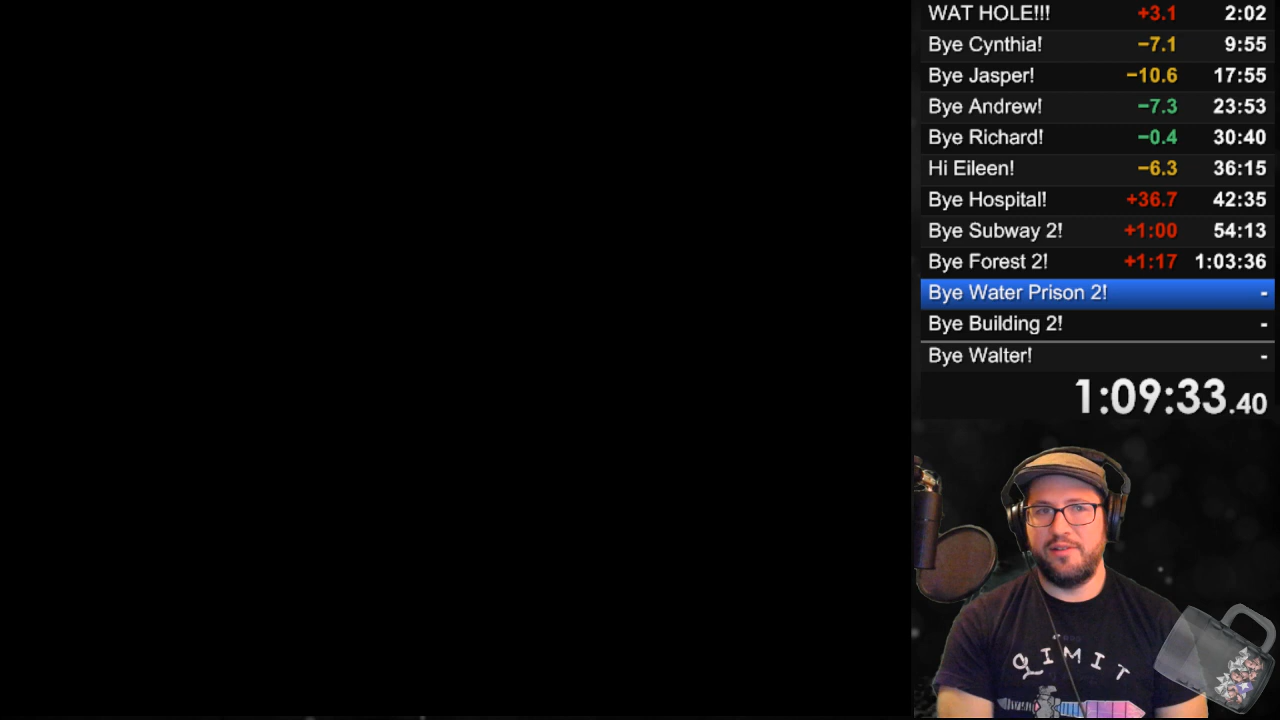 WAT HOLE!!! +3.1 2:02
Bye Cynthia! −7.1 9:55
Bye Jasper! −10.6 17:55
Bye Andrew! −7.3 23:53
Bye Richard! −0.4 30:40
Hi Eileen! −6.3 36:15
Bye Hospital! +36.7 42:35
Bye Subway 2! +1:00 54:13
Bye Forest 2! +1:17 1:03:36
Bye Water Prison 2! -
Bye Building 2! -
Bye Walter! -
1:09:33.40
QIMIT